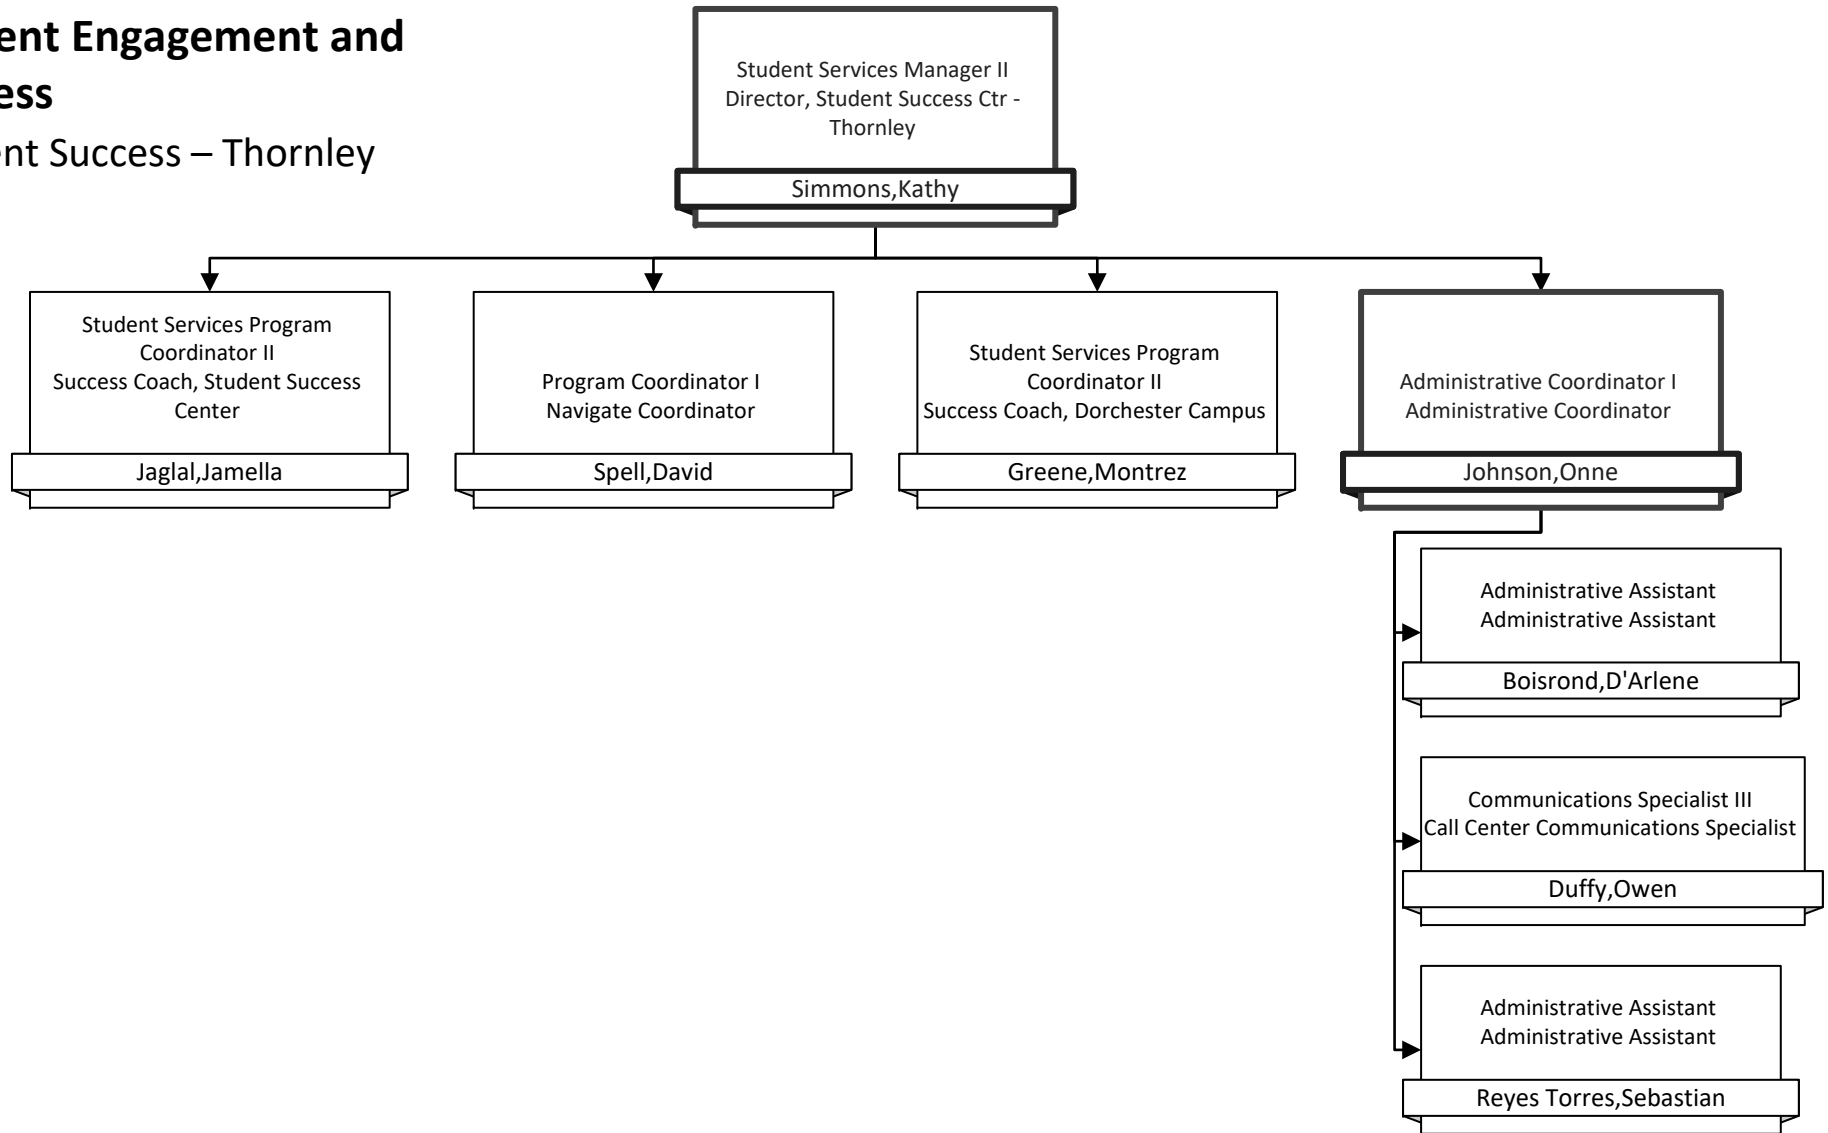 ent Engagement and
ess
ent Success – Thornley
Student Services Manager II
Director, Student Success Ctr -
Thornley
Simmons,Kathy
Student Services Program
Coordinator II
Success Coach, Student Success
Center
Jaglal,Jamella
Program Coordinator I
Navigate Coordinator
Spell,David
Student Services Program
Coordinator II
Success Coach, Dorchester Campus
Greene,Montrez
Administrative Coordinator I
Administrative Coordinator
Johnson,Onne
Administrative Assistant
Administrative Assistant
Boisrond,D'Arlene
Communications Specialist III
Call Center Communications Specialist
Duffy,Owen
Administrative Assistant
Administrative Assistant
Reyes Torres,Sebastian